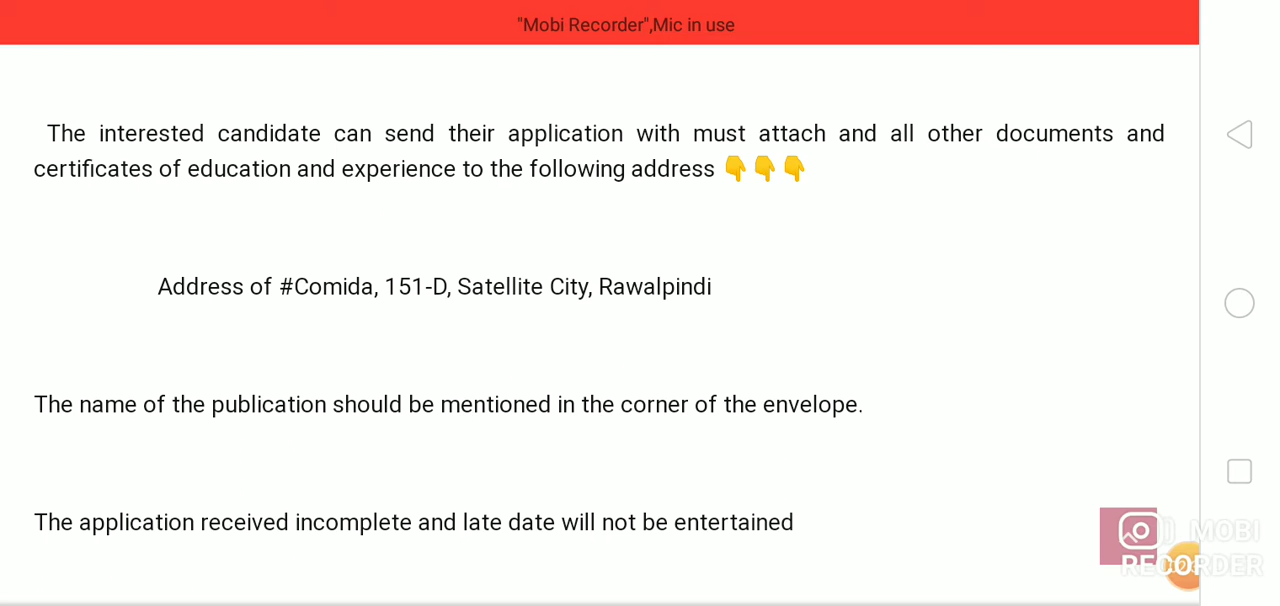 "Mobi Recorder",Mic in use
The interested candidate can send their application with must attach and all other documents and
certificates of education and experience to the following address 👇👇👇
Address of #Comida, 151-D, Satellite City, Rawalpindi
The name of the publication should be mentioned in the corner of the envelope.
The application received incomplete and late date will not be entertained
MOBI
RECORDER